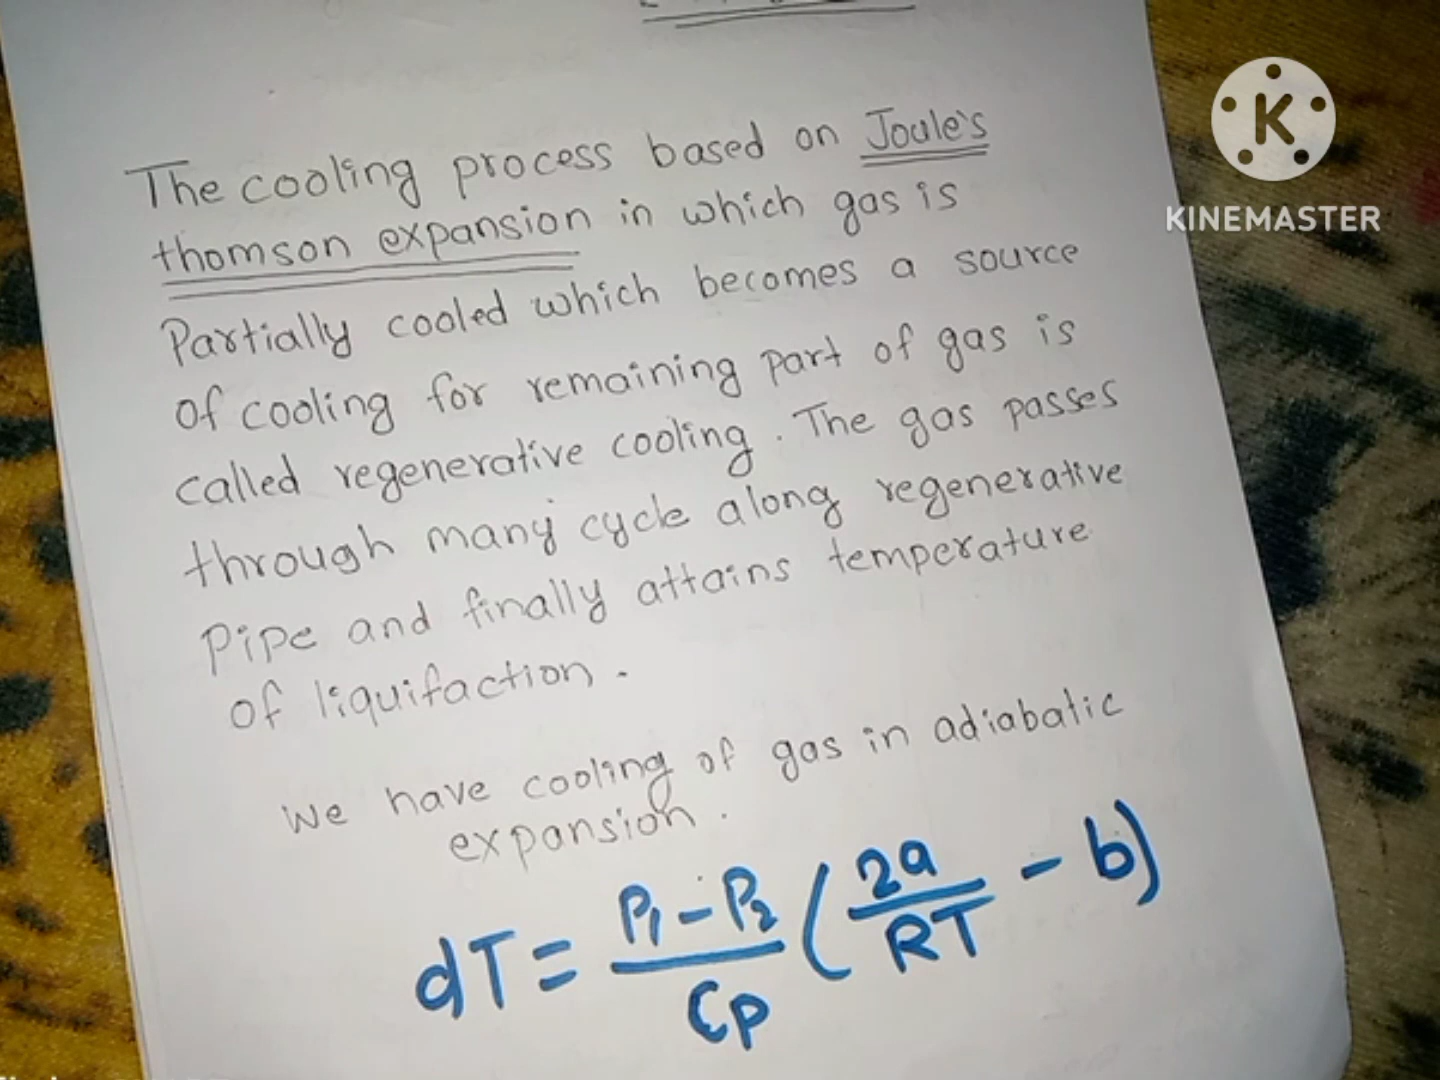 The cooling process based on Joule's
thomson expansion in which gas is
Partially cooled which becomes a source
of cooling for remaining part of gas is
called regenerative cooling. The gas passes
through many cycle along regenerative
Pipe and finally attains temperature
of liquifaction.
We have cooling of gas in adiabatic
expansion.
dT = P₁ - P₂ / Cp ( 2a / RT - b )
KINEMASTER